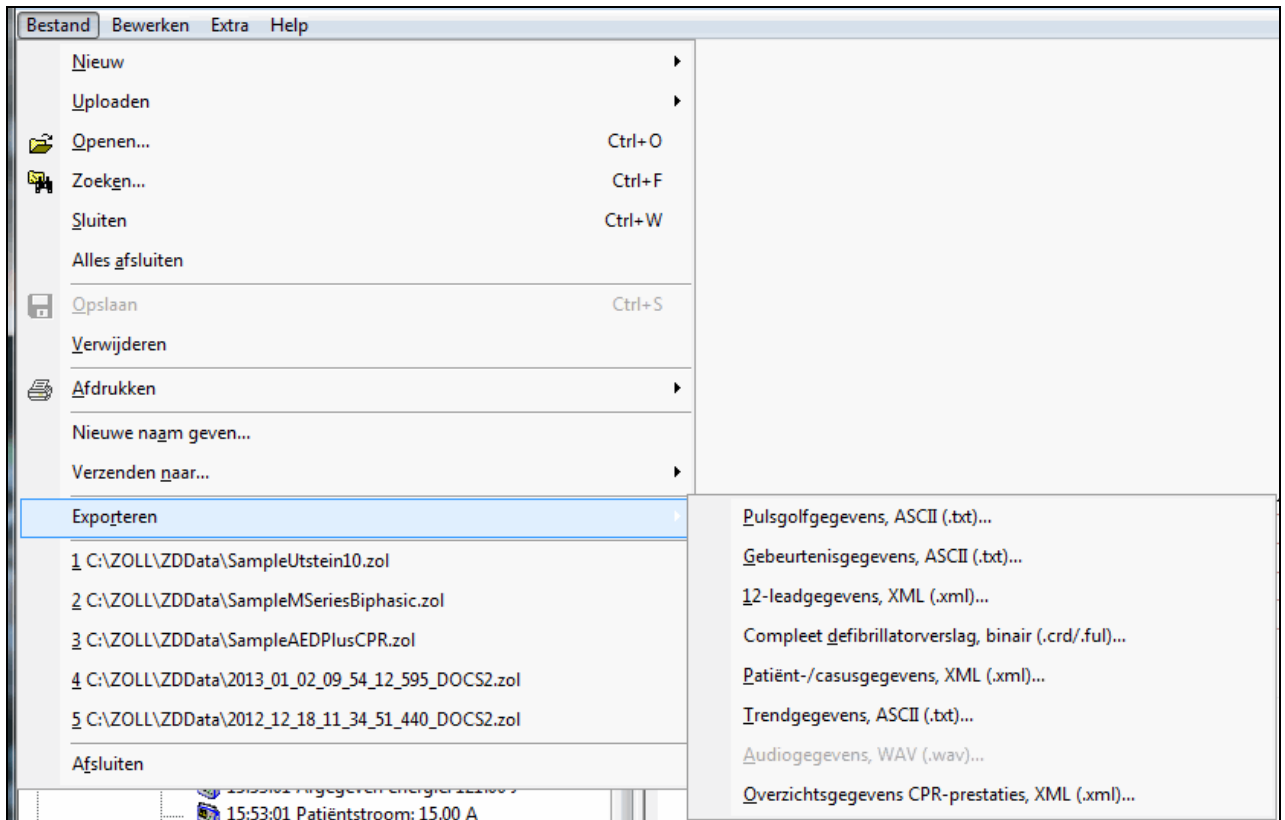 Bestand Bewerken Extra Help
Nieuw
Uploaden
Openen... Ctrl+O
Zoeken... Ctrl+F
Sluiten Ctrl+W
Alles afsluiten
Opslaan Ctrl+S
Verwijderen
Afdrukken
Nieuwe naam geven...
Verzenden naar...
Exporteren
1 C:\ZOLL\ZDData\SampleUtstein10.zol
2 C:\ZOLL\ZDData\SampleMSeriesBiphasic.zol
3 C:\ZOLL\ZDData\SampleAEDPlusCPR.zol
4 C:\ZOLL\ZDData\2013_01_02_09_54_12_595_DOCS2.zol
5 C:\ZOLL\ZDData\2012_12_18_11_34_51_440_DOCS2.zol
Afsluiten
Pulsgolfgegevens, ASCII (.txt)...
Gebeurtenisgegevens, ASCII (.txt)...
12-leadgegevens, XML (.xml)...
Compleet defibrillatorverslag, binair (.crd/.ful)...
Patiënt-/casusgegevens, XML (.xml)...
Trendgegevens, ASCII (.txt)...
Audiogegevens, WAV (.wav)...
Overzichtsgegevens CPR-prestaties, XML (.xml)...
15:53:01 Patiëntstroom: 15,00 A